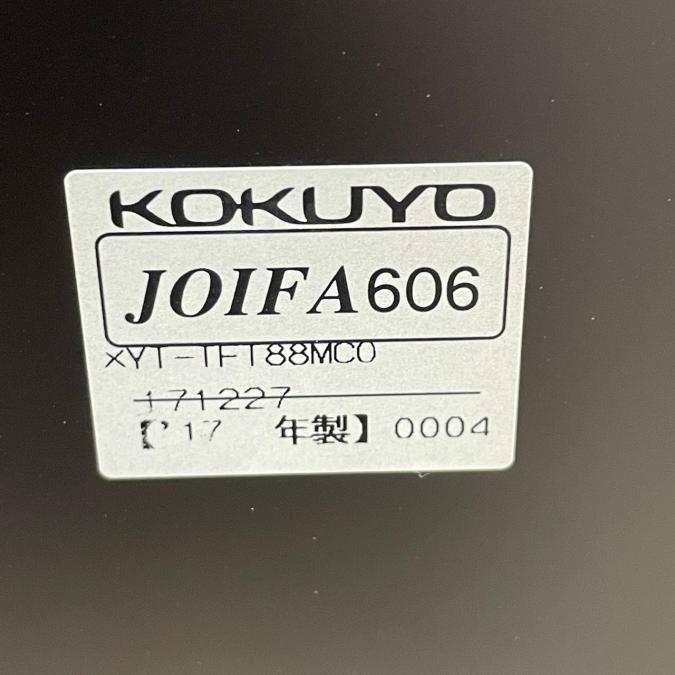 KOKUYO
JOIFA606
XYT-TFT88MC0
171227
【'17 年製】 0004